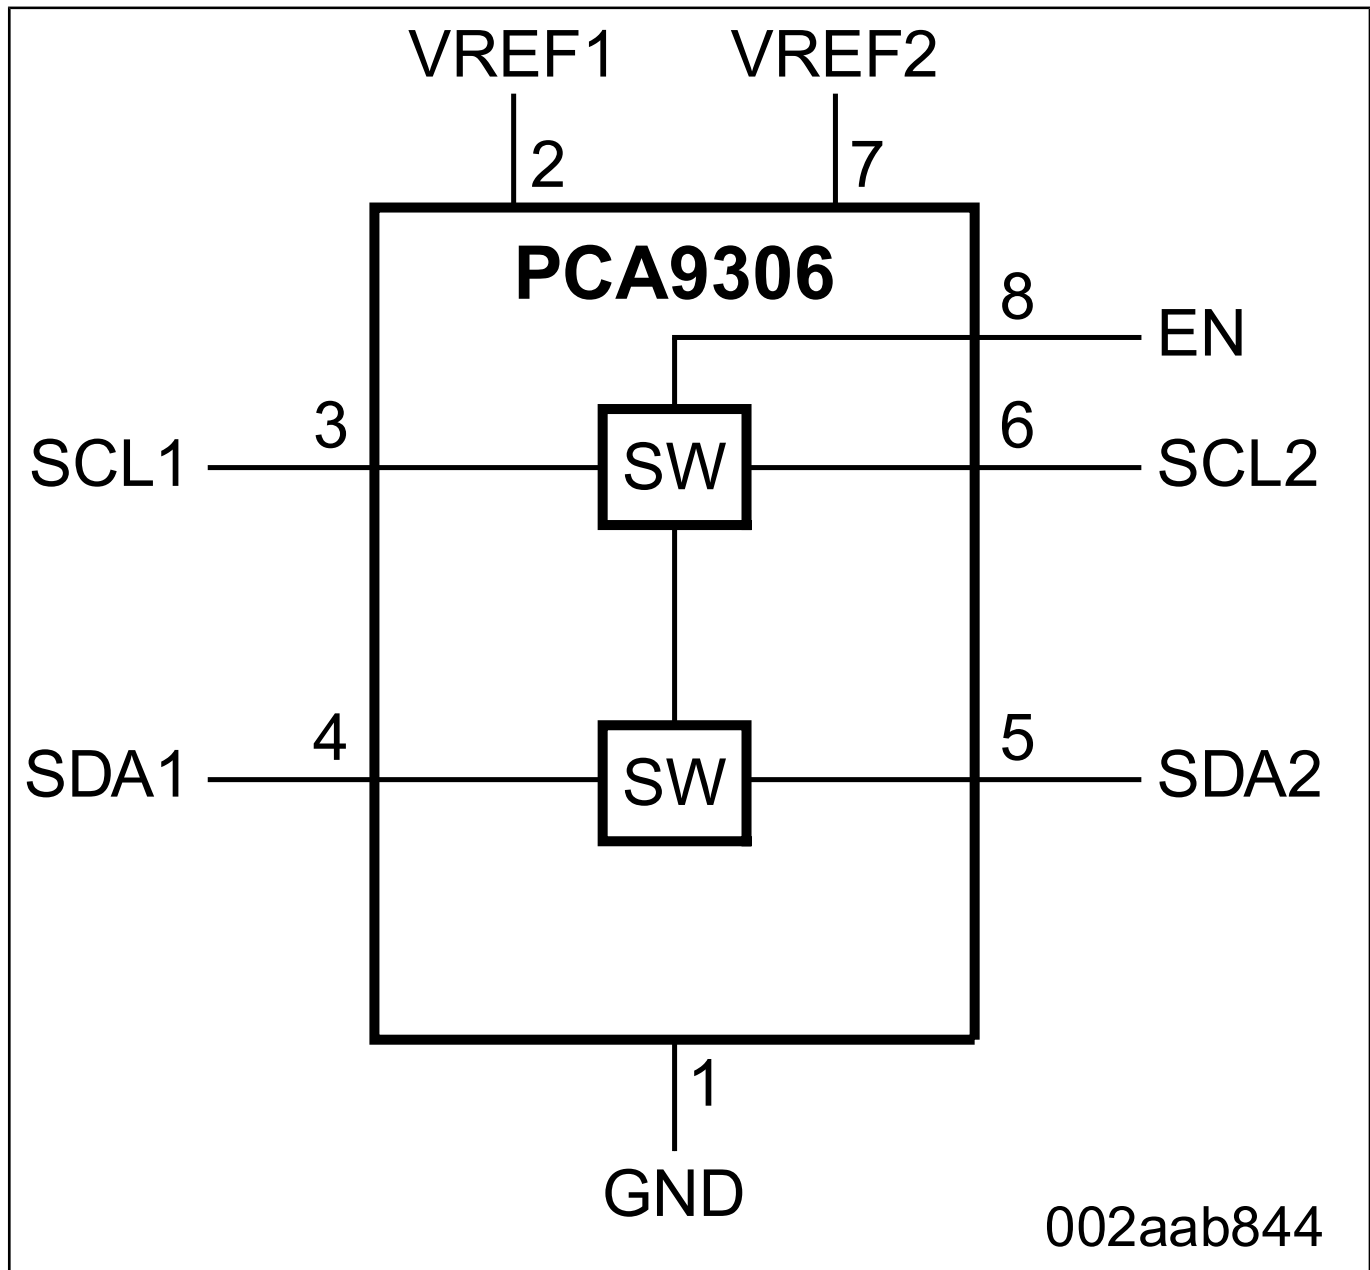 VREF1 VREF2
2 7
PCA9306
8 EN
3 6
SCL1 SW SCL2
4 5
SDA1 SW SDA2
1
GND
002aab844